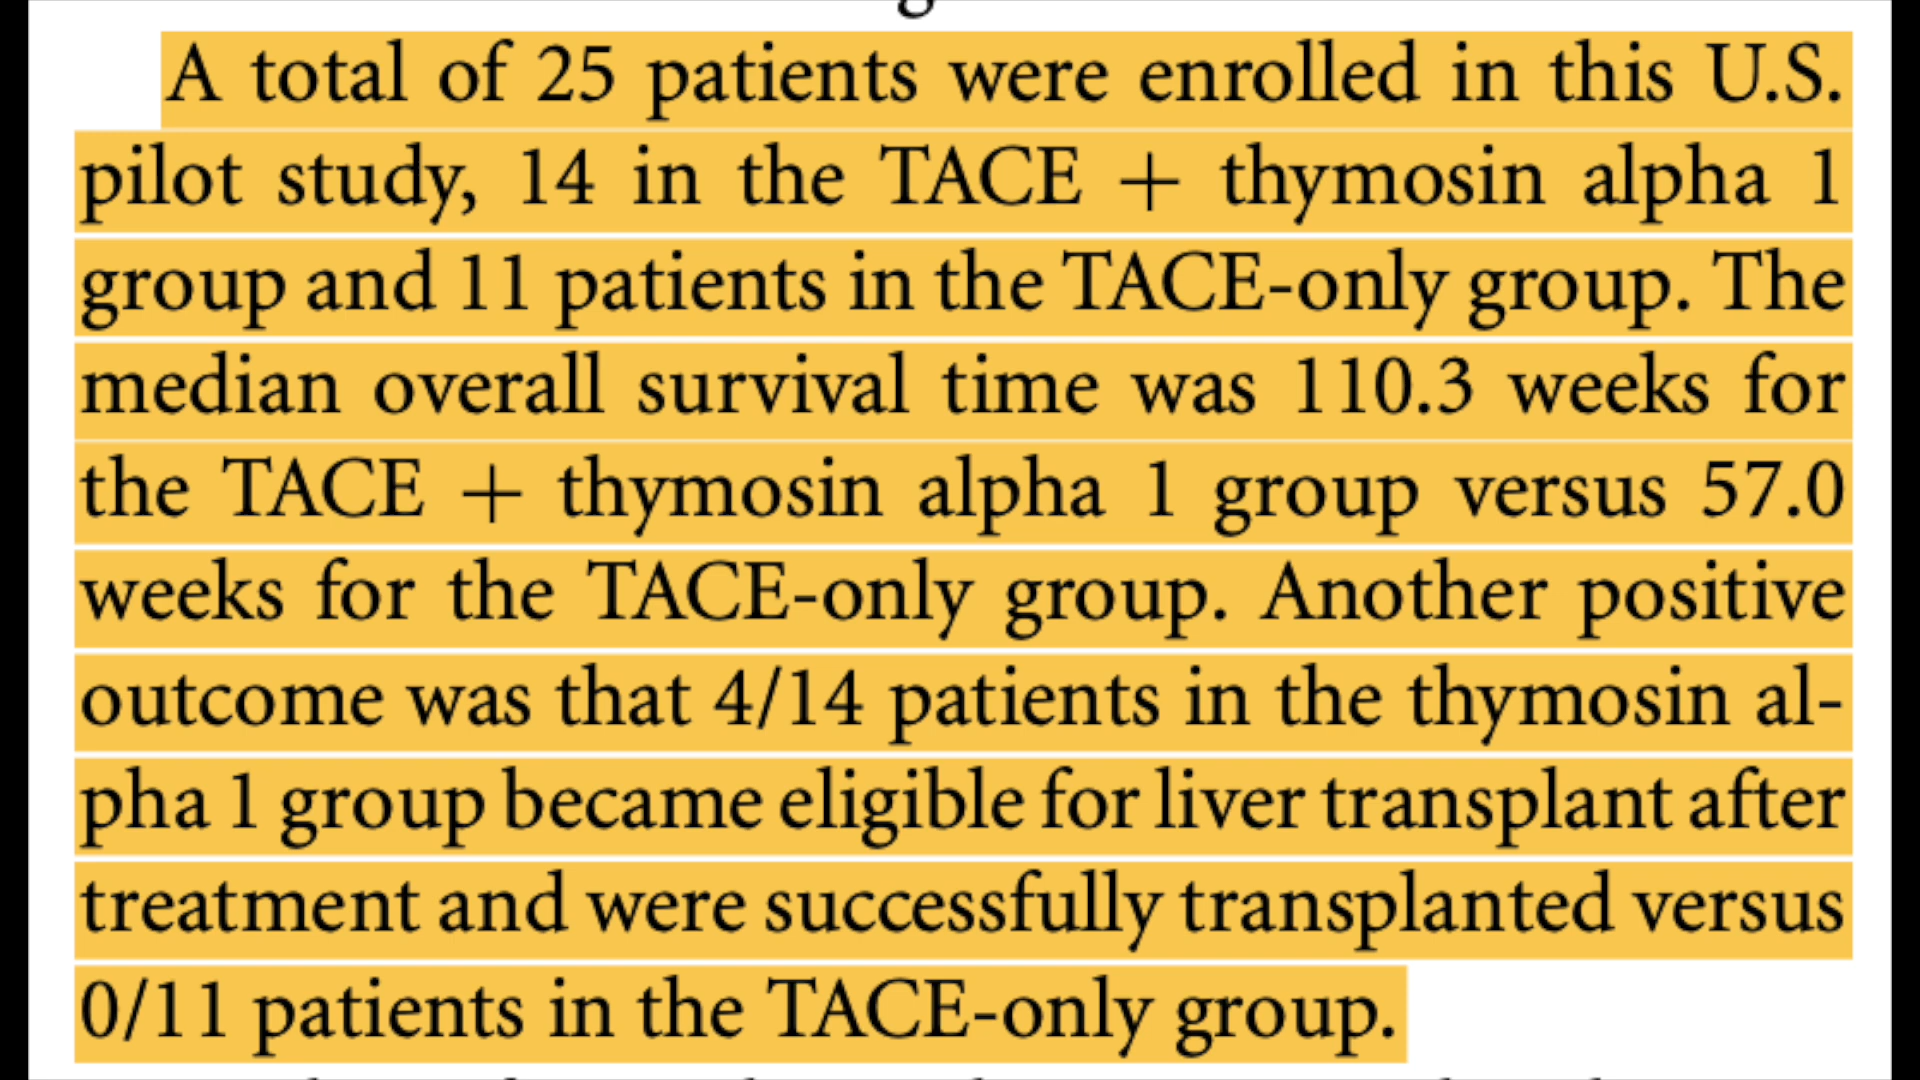 A total of 25 patients were enrolled in this U.S.
pilot study, 14 in the TACE + thymosin alpha 1
group and 11 patients in the TACE-only group. The
median overall survival time was 110.3 weeks for
the TACE + thymosin alpha 1 group versus 57.0
weeks for the TACE-only group. Another positive
outcome was that 4/14 patients in the thymosin al-
pha 1 group became eligible for liver transplant after
treatment and were successfully transplanted versus
0/11 patients in the TACE-only group.